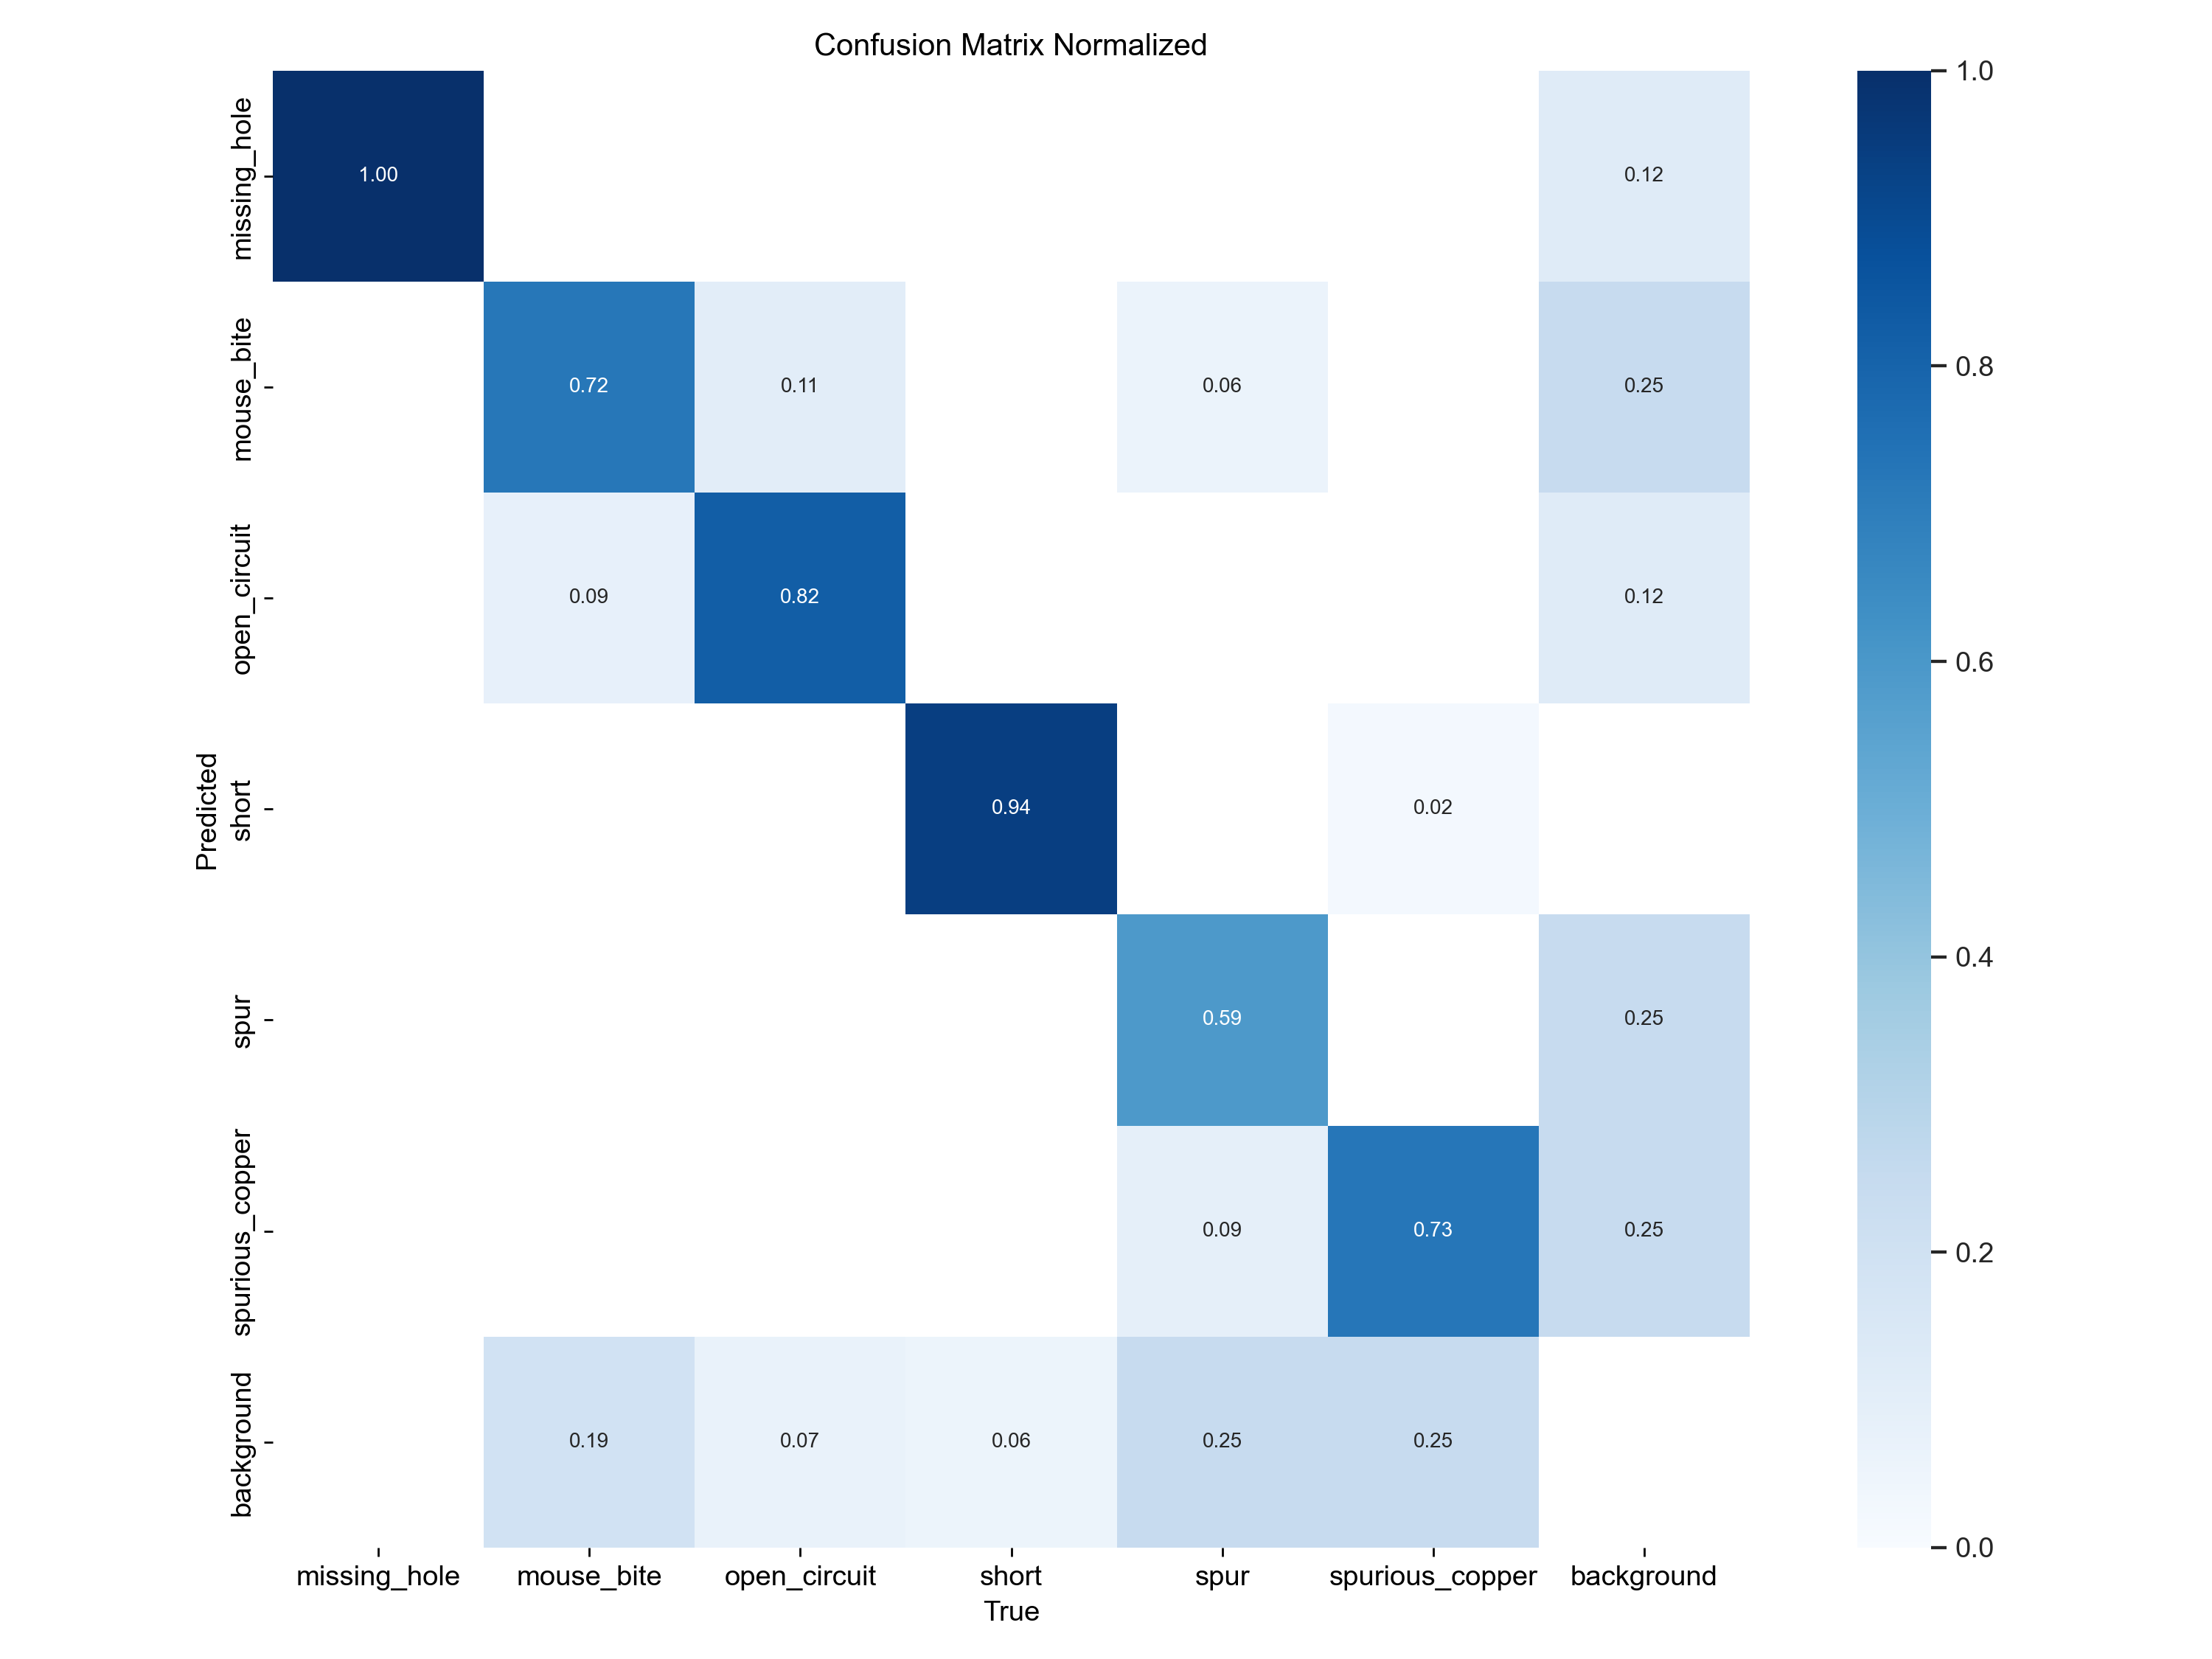 Confusion Matrix Normalized
Predicted
missing_hole
1.00
0.12
mouse_bite
0.72
0.11
0.06
0.25
open_circuit
0.09
0.82
0.12
short
0.94
0.02
spur
0.59
0.25
spurious_copper
0.09
0.73
0.25
background
0.19
0.07
0.06
0.25
0.25
missing_hole
mouse_bite
open_circuit
short
spur
spurious_copper
background
True
1.0
0.8
0.6
0.4
0.2
0.0